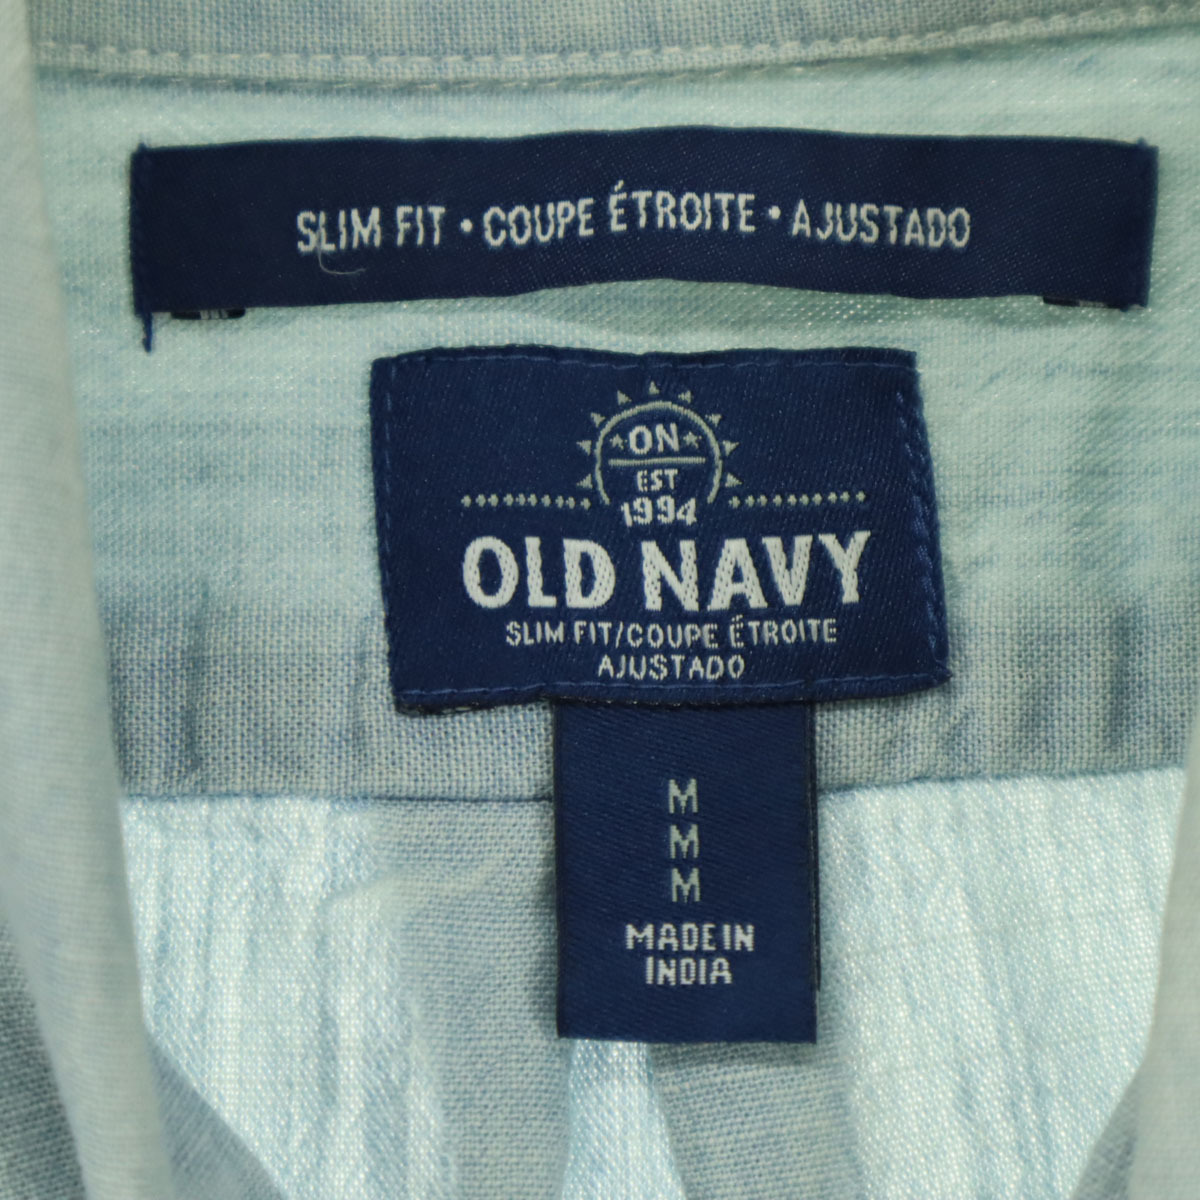 SLIM FIT • COUPE ÉTROITE • AJUSTADO
ON
EST
1994
OLD NAVY
SLIM FIT/COUPE ÉTROITE
AJUSTADO
M
M
M
MADE IN
INDIA